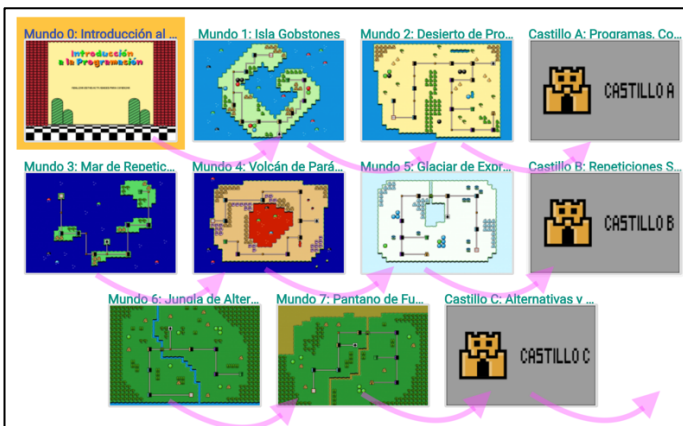 Mundo 0: Introducción al ...
Mundo 1: Isla Gobstones
Mundo 2: Desierto de Pro...
Castillo A: Programas, Co...
Introducción
a la Programación
CASTILLO A
Mundo 3: Mar de Repetic...
Mundo 4: Volcán de Pará...
Mundo 5: Glaciar de Expr...
Castillo B: Repeticiones S...
CASTILLO B
Mundo 6: Jungla de Alter...
Mundo 7: Pantano de Fu...
Castillo C: Alternativas y ...
CASTILLO C